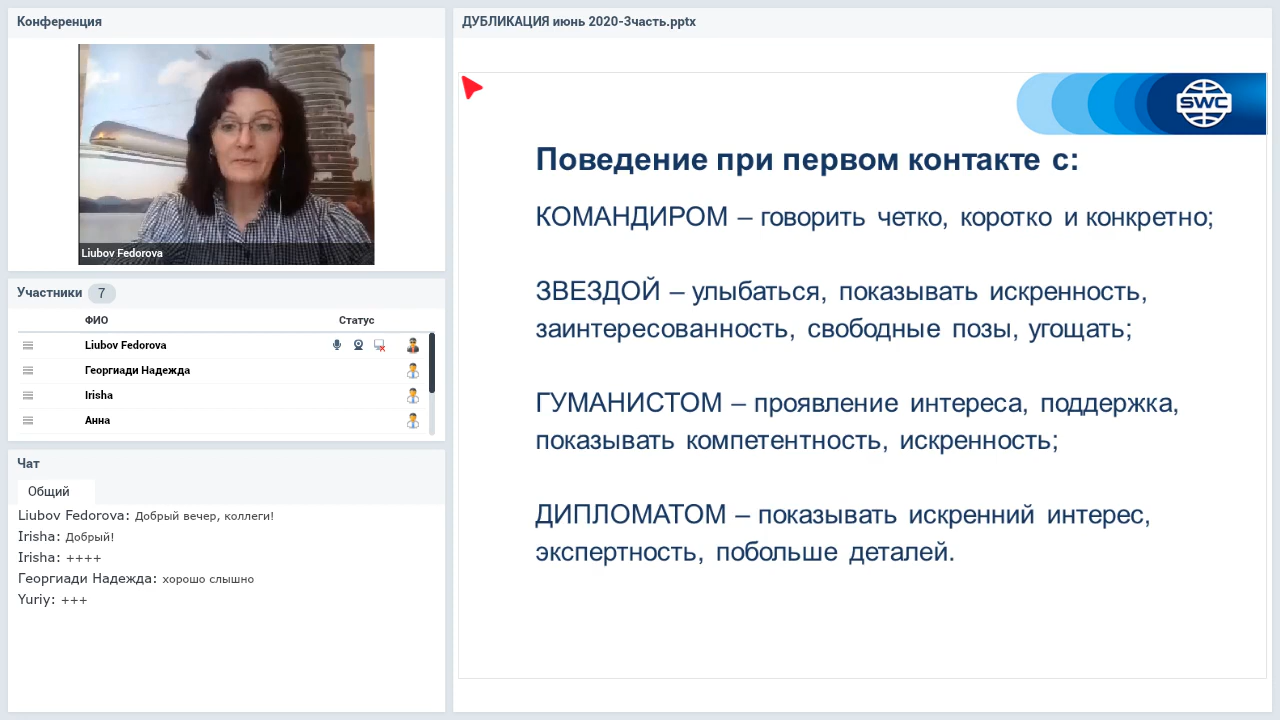 Конференция
Liubov Fedorova
Участники 7
ФИО Статус
Liubov Fedorova
Георгиади Надежда
Irisha
Анна
Чат
Общий
Liubov Fedorova: Добрый вечер, коллеги!
Irisha: Добрый!
Irisha: ++++
Георгиади Надежда: хорошо слышно
Yuriy: +++
ДУБЛИКАЦИЯ июнь 2020-3часть.pptx
SWC
Поведение при первом контакте с:
КОМАНДИРОМ – говорить четко, коротко и конкретно;
ЗВЕЗДОЙ – улыбаться, показывать искренность,
заинтересованность, свободные позы, угощать;
ГУМАНИСТОМ – проявление интереса, поддержка,
показывать компетентность, искренность;
ДИПЛОМАТОМ – показывать искренний интерес,
экспертность, побольше деталей.